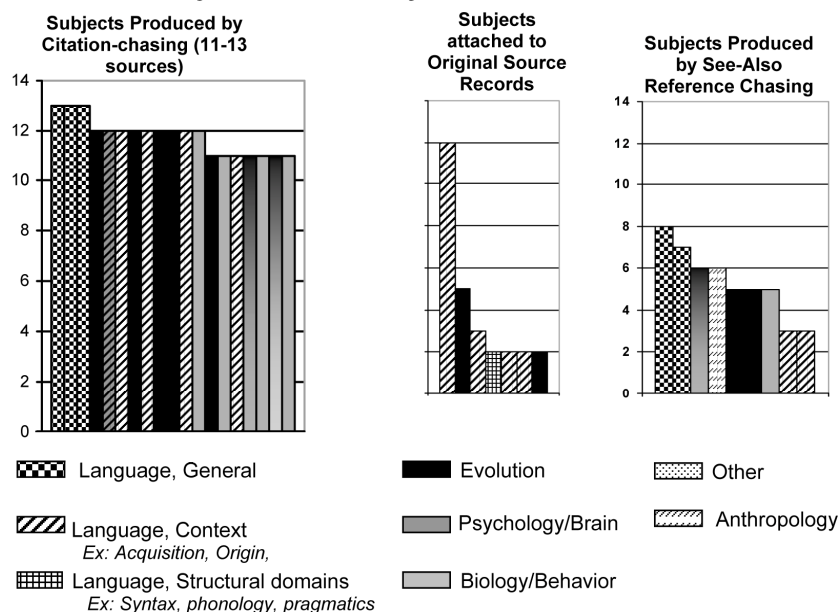 Subjects Produced by
Citation-chasing (11-13
sources)
14
12
10
8
6
4
2
0
Subjects
attached to
Original Source
Records
Subjects Produced
by See-Also
Reference Chasing
14
12
10
8
6
4
2
0
Language, General
Language, Context
Ex: Acquisition, Origin,
Language, Structural domains
Ex: Syntax, phonology, pragmatics
Evolution
Psychology/Brain
Biology/Behavior
Other
Anthropology